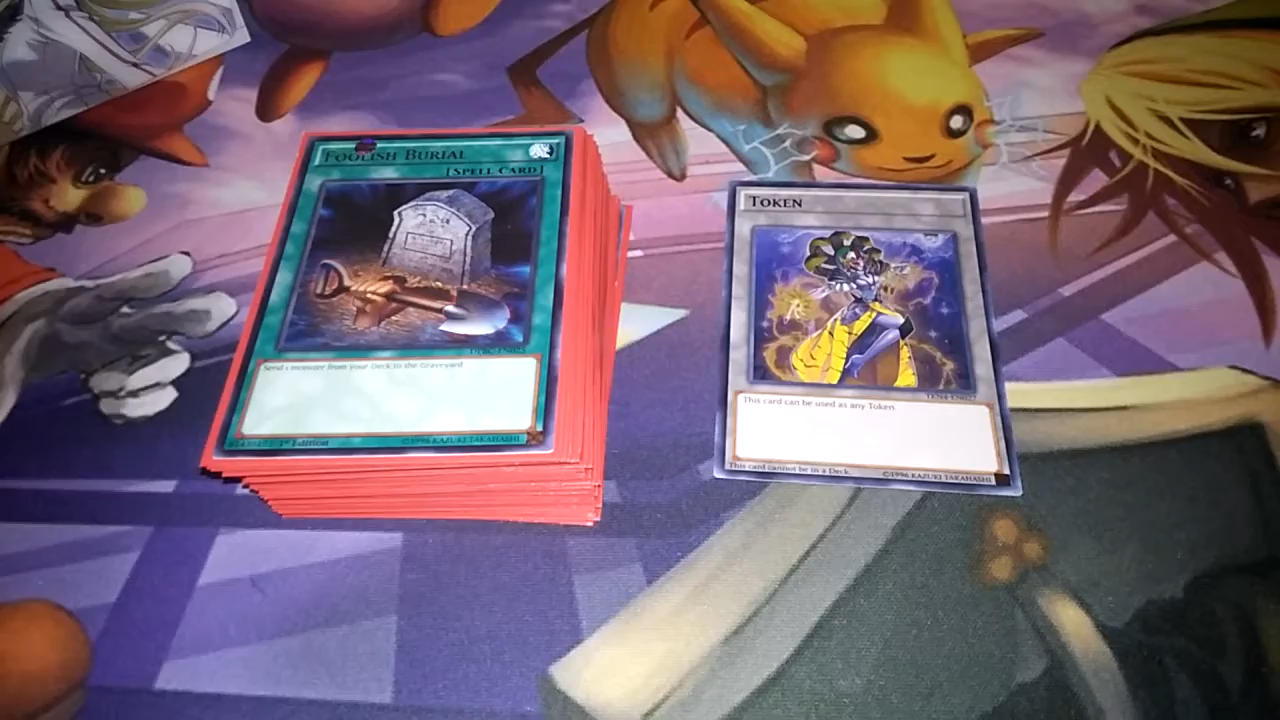 FOOLISH BURIAL
[SPELL CARD]
Send 1 monster from your Deck to the Graveyard
1st Edition
©1996 KAZUKI TAKAHASHI
TOKEN
This card can be used as any Token.
This card cannot be in a Deck.
©1996 KAZUKI TAKAHASHI